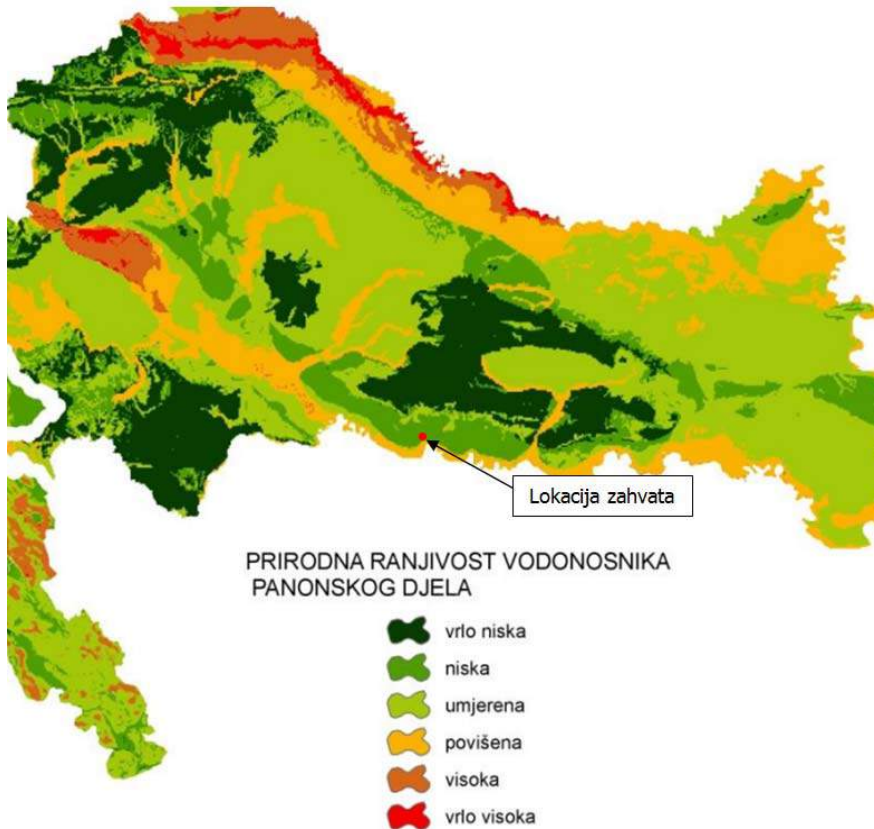 Lokacija zahvata
PRIRODNA RANJIVOST VODONOSNIKA
PANONSKOG DJELA
vrlo niska
niska
umjerena
povišena
visoka
vrlo visoka